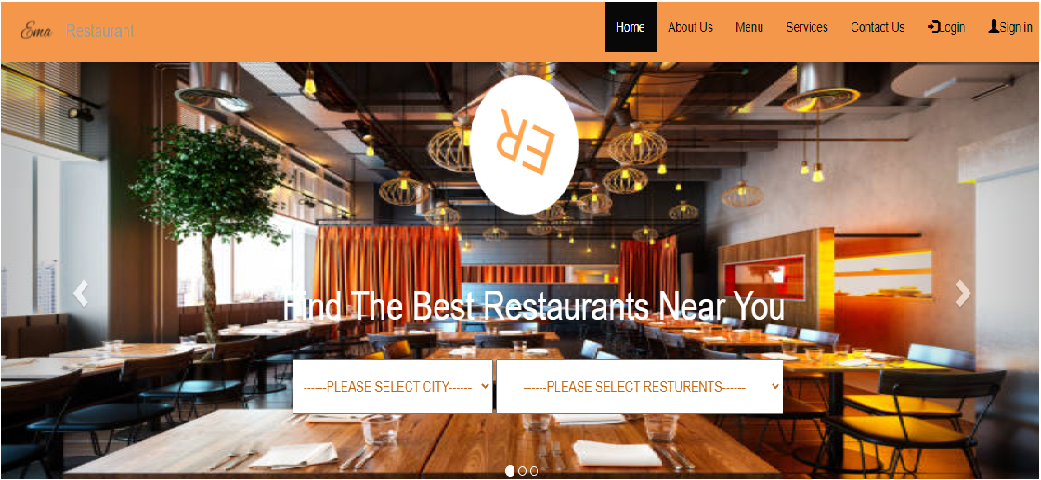 Ema Restaurant
Home About Us Menu Services Contact Us Login Sign in
ER
Find The Best Restaurants Near You
------PLEASE SELECT CITY------ ------PLEASE SELECT RESTURENTS------